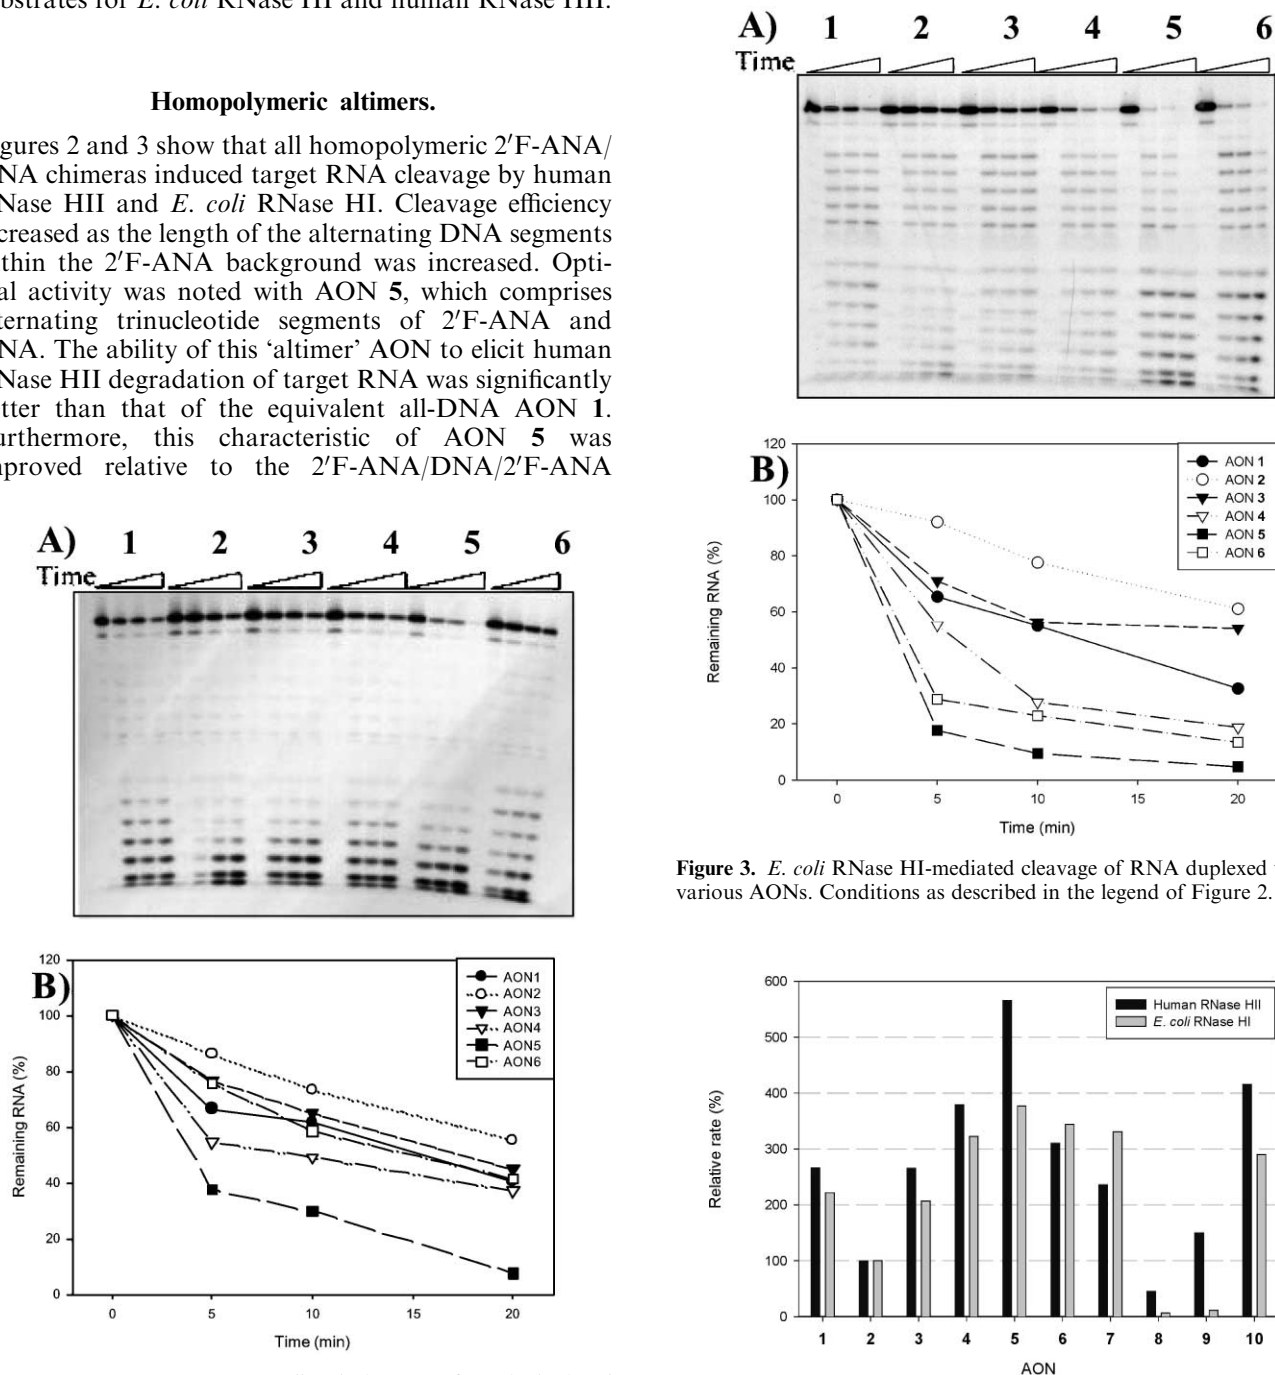 substrates for E. coli RNase HI and human RNase HII.
Homopolymeric altimers.
gures 2 and 3 show that all homopolymeric 2′F-ANA/
NA chimeras induced target RNA cleavage by human
Nase HII and E. coli RNase HI. Cleavage efficiency
creased as the length of the alternating DNA segments
ithin the 2′F-ANA background was increased. Opti-
al activity was noted with AON 5, which comprises
ternating trinucleotide segments of 2′F-ANA and
NA. The ability of this ‘altimer’ AON to elicit human
Nase HII degradation of target RNA was significantly
tter than that of the equivalent all-DNA AON 1.
urthermore, this characteristic of AON 5 was
proved relative to the 2′F-ANA/DNA/2′F-ANA
A) 1 2 3 4 5 6
Time
B)
120
100
80
60
40
20
0
Remaining RNA (%)
AON1
AON2
AON3
AON4
AON5
AON6
0 5 10 15 20
Time (min)
A) 1 2 3 4 5 6
Time
B)
120
100
80
60
40
20
0
Remaining RNA (%)
AON 1
AON 2
AON 3
AON 4
AON 5
AON 6
0 5 10 15 20
Time (min)
Figure 3. E. coli RNase HI-mediated cleavage of RNA duplexed
various AONs. Conditions as described in the legend of Figure 2.
600
500
400
300
200
100
0
Relative rate (%)
Human RNase HII
E. coli RNase HI
1 2 3 4 5 6 7 8 9 10
AON